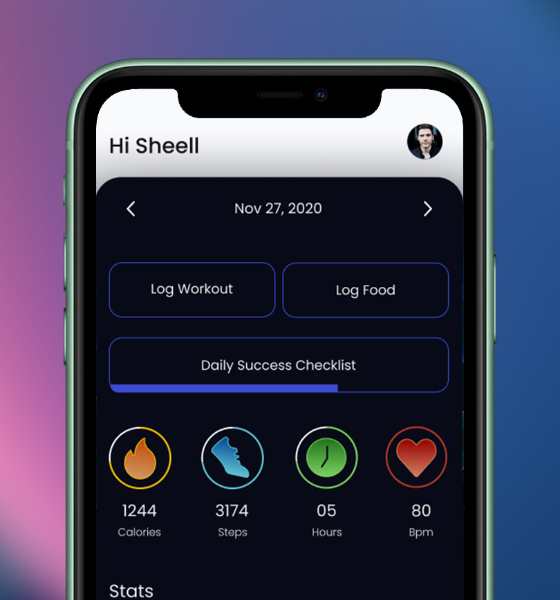 Hi Sheell
Nov 27, 2020
Log Workout
Log Food
Daily Success Checklist
1244
3174
05
80
Calories
Steps
Hours
Bpm
Stats